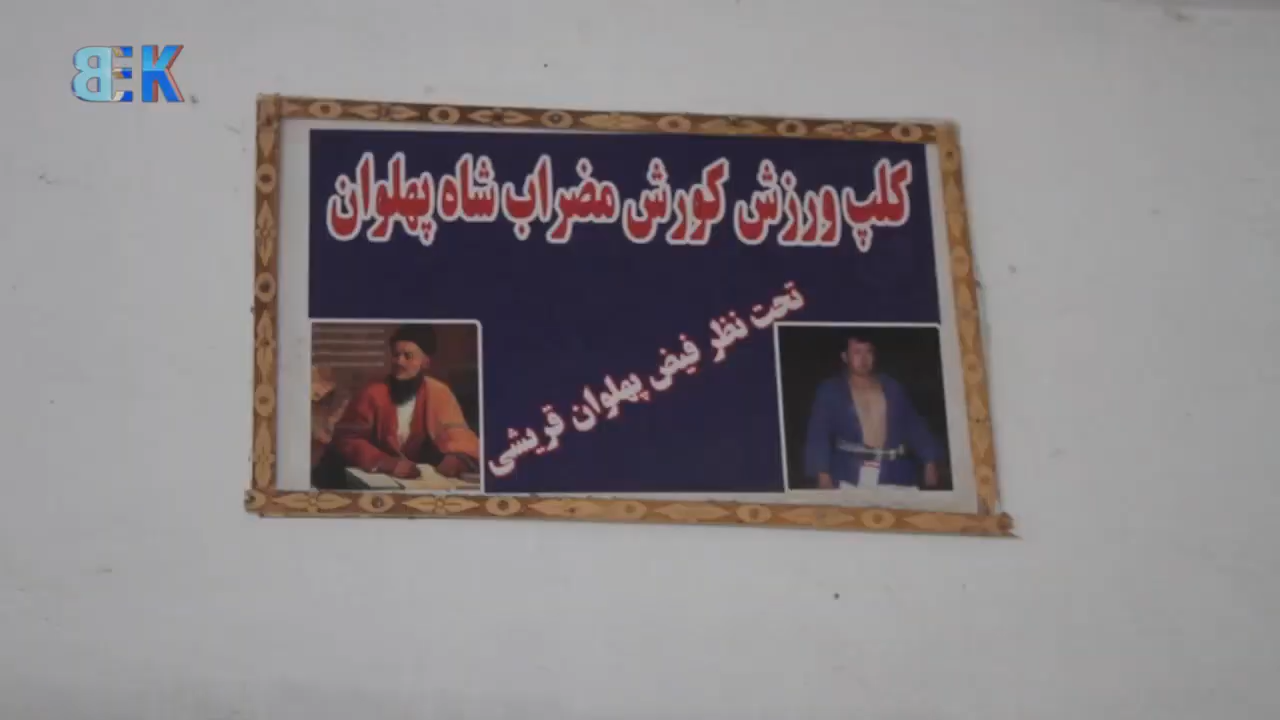 BEK
کلپ ورزش کورش مضراب شاه پهلوان
تحت نظر فیض پهلوان قریشی